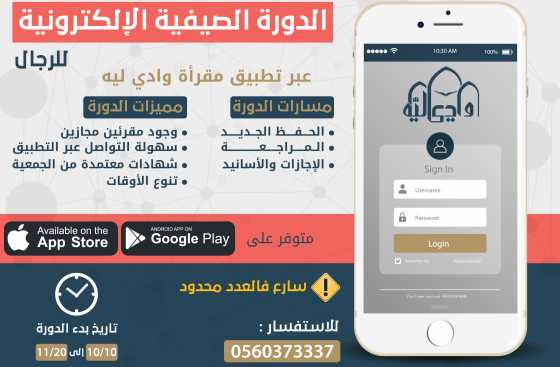 الدورة الصيفية الإلكترونية
للرجال
عبر تطبيق مقرأة وادي ليه
مسارات الدورة
• الحفظ الجديد
• المراجعة
• الإجازات والأسانيد
مميزات الدورة
• وجود مقرئين مجازين
• سهولة التواصل عبر التطبيق
• شهادات معتمدة من الجمعية
• تنوع الأوقات
متوفر على
ANDROID APP ON
Google Play
Available on the
App Store
سارع فالعدد محدود
للاستفسار :
0560373337
تاريخ بدء الدورة
10/10 إلى 11/20
10:30 AM
100%
وادي ليّه
Sign In
Username
Password
Login